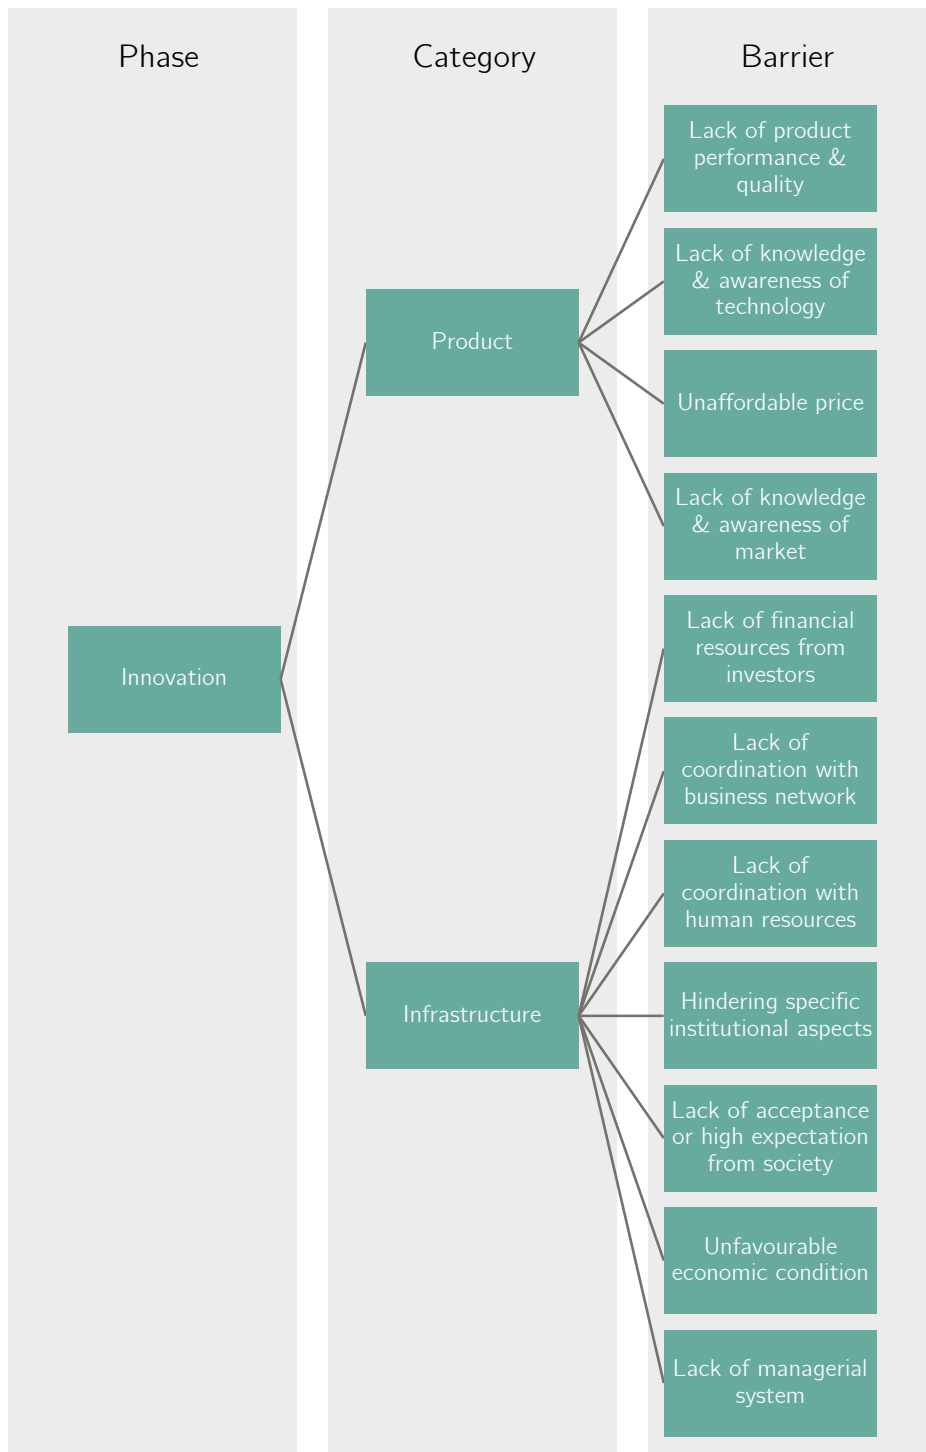 Phase
Category
Barrier
Lack of product
performance &
quality
Lack of knowledge
& awareness of
technology
Product
Unaffordable price
Lack of knowledge
& awareness of
market
Lack of financial
resources from
investors
Innovation
Lack of
coordination with
business network
Lack of
coordination with
human resources
Infrastructure
Hindering specific
institutional aspects
Lack of acceptance
or high expectation
from society
Unfavourable
economic condition
Lack of managerial
system